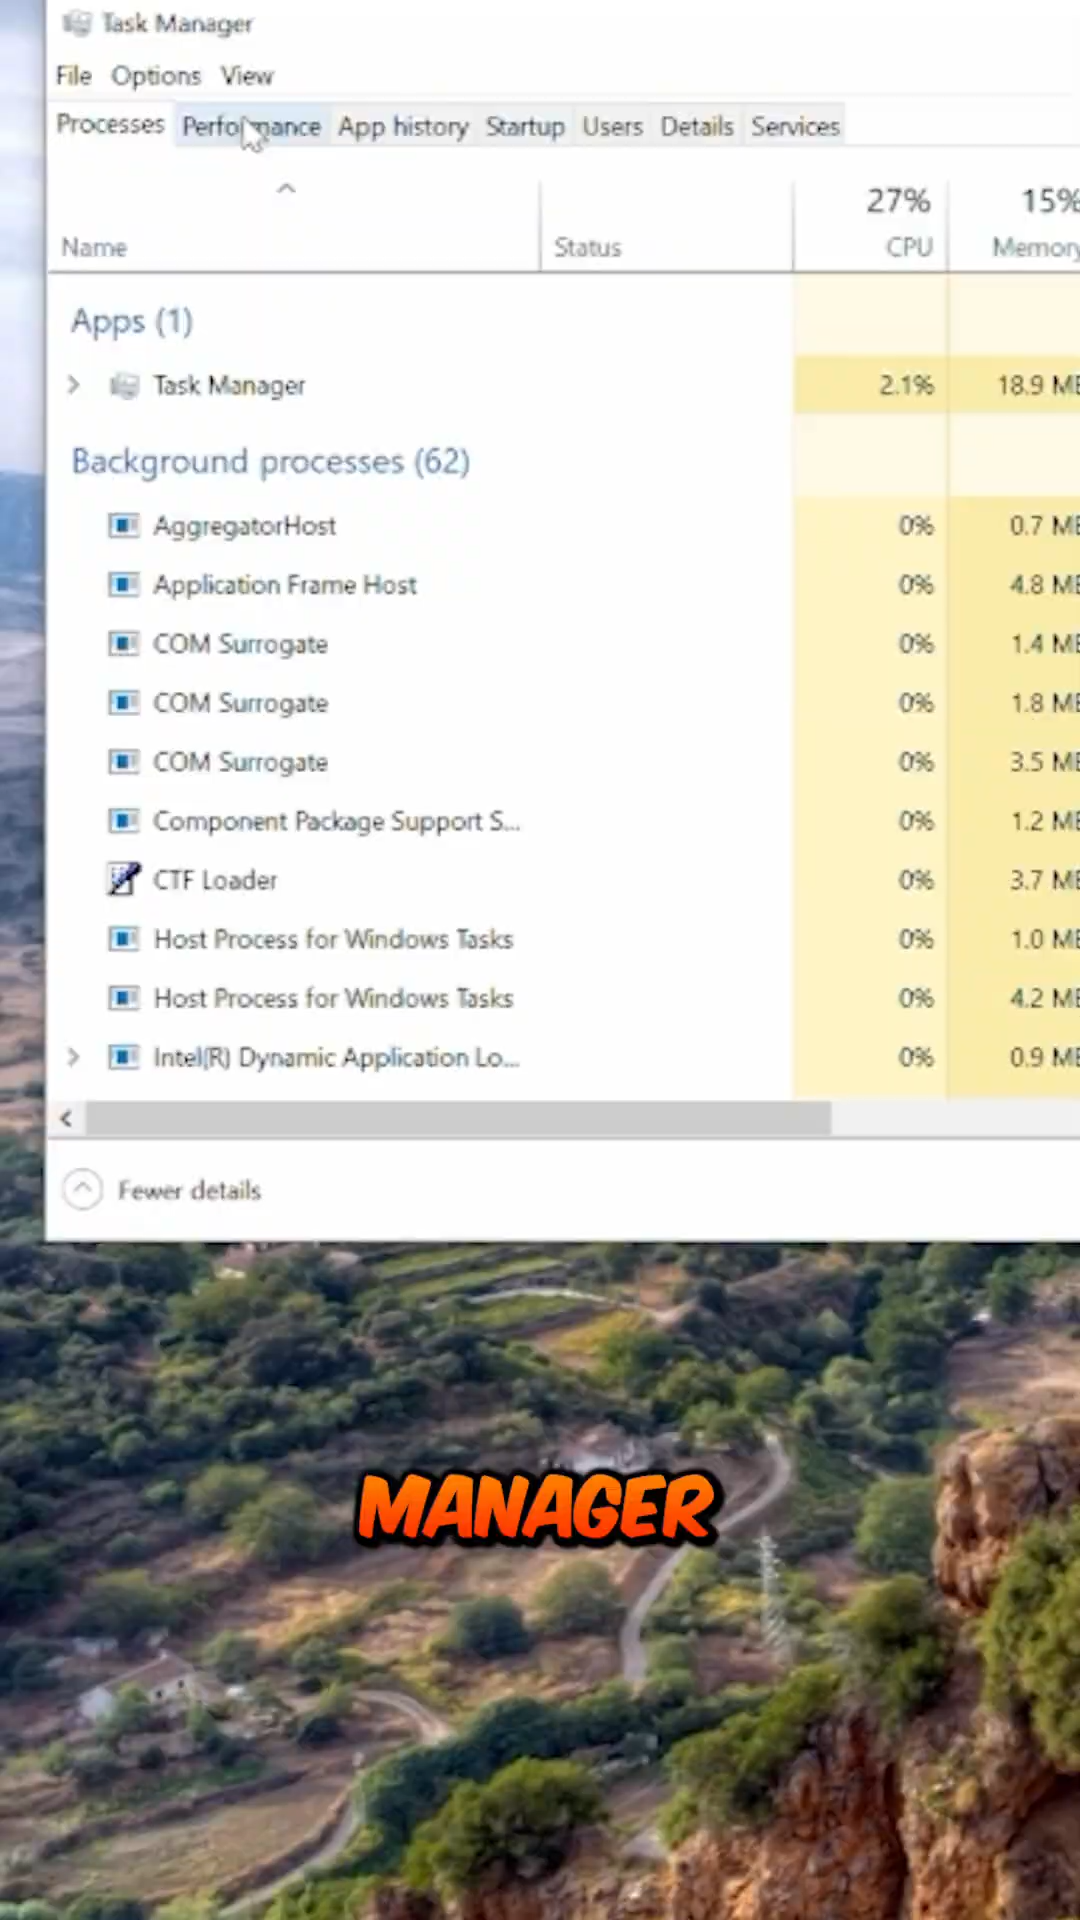 Task Manager
File Options View
Processes Performance App history Startup Users Details Services
27% 15%
Name Status CPU Memory
Apps (1)
Task Manager 2.1% 18.9 MB
Background processes (62)
AggregatorHost 0% 0.7 MB
Application Frame Host 0% 4.8 MB
COM Surrogate 0% 1.4 MB
COM Surrogate 0% 1.8 MB
COM Surrogate 0% 3.5 MB
Component Package Support S... 0% 1.2 MB
CTF Loader 0% 3.7 MB
Host Process for Windows Tasks 0% 1.0 MB
Host Process for Windows Tasks 0% 4.2 MB
Intel(R) Dynamic Application Lo... 0% 0.9 MB
Fewer details
MANAGER